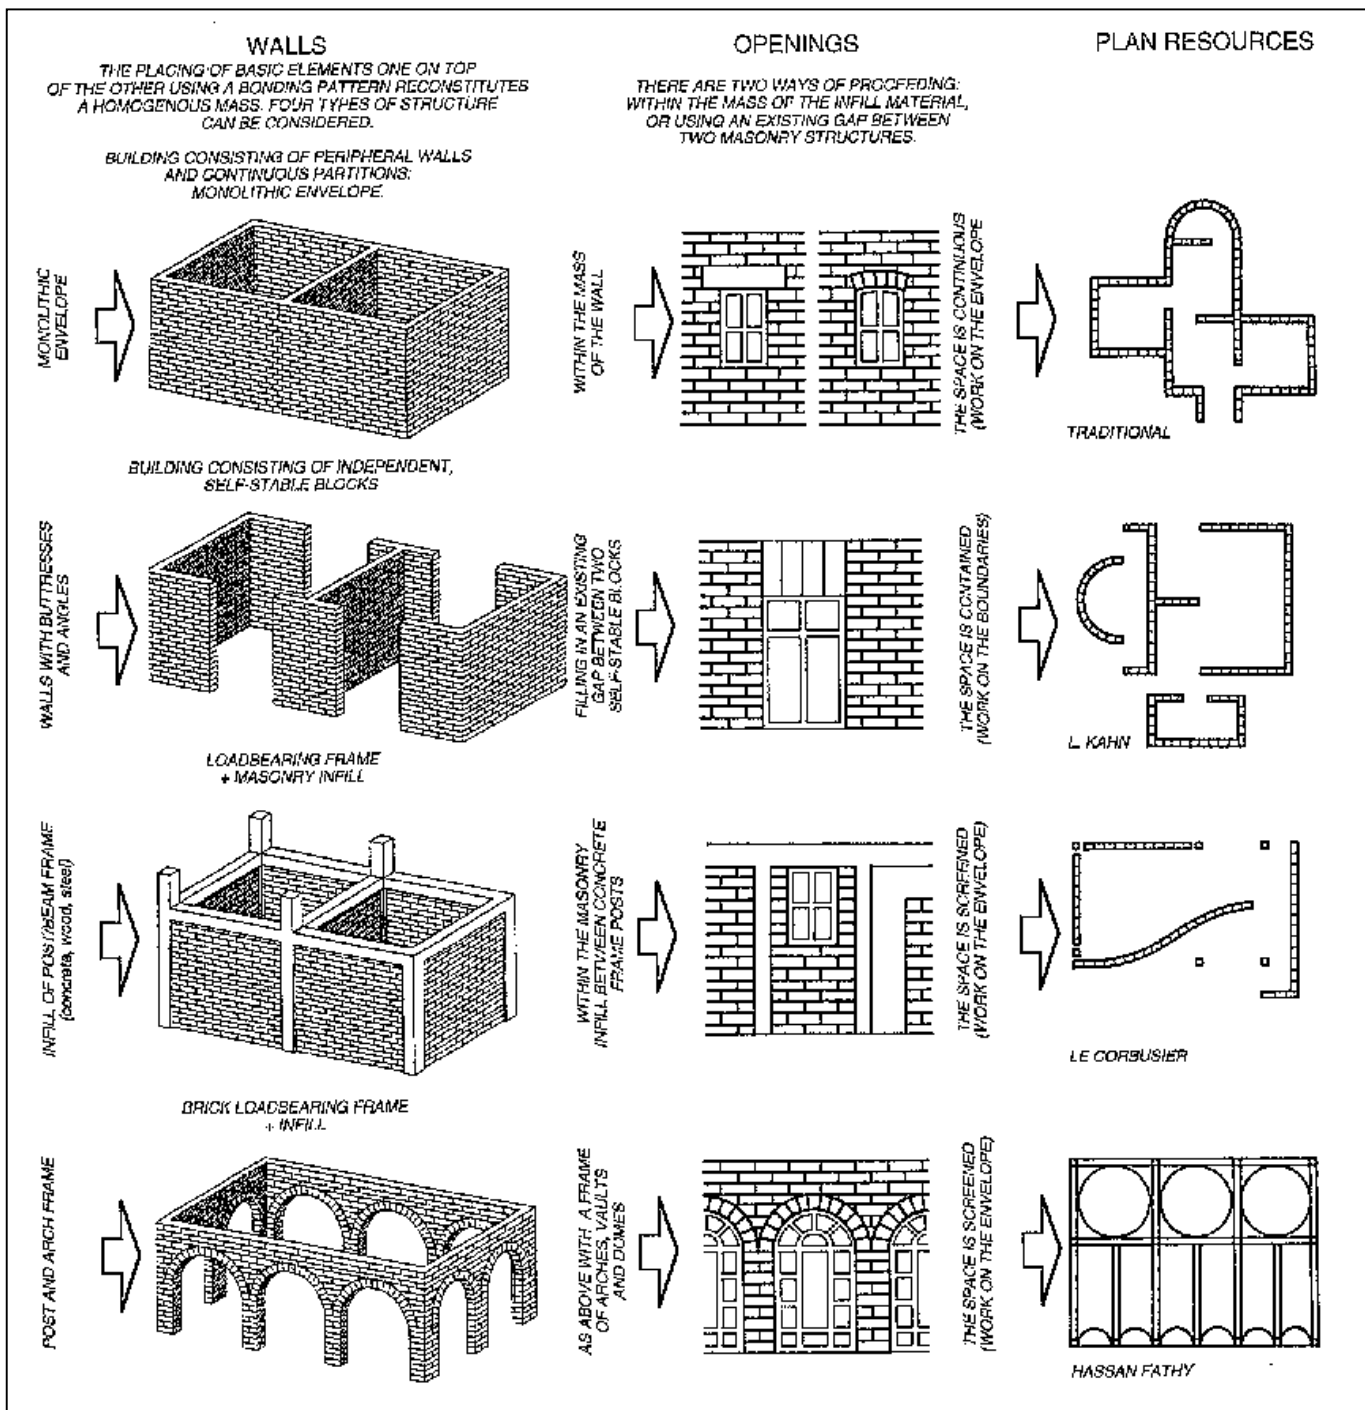 WALLS
THE PLACING OF BASIC ELEMENTS ONE ON TOP
OF THE OTHER USING A BONDING PATTERN RECONSTITUTES
A HOMOGENOUS MASS. FOUR TYPES OF STRUCTURE
CAN BE CONSIDERED.
BUILDING CONSISTING OF PERIPHERAL WALLS
AND CONTINUOUS PARTITIONS:
MONOLITHIC ENVELOPE.
OPENINGS
THERE ARE TWO WAYS OF PROCEEDING:
WITHIN THE MASS OF THE INFILL MATERIAL,
OR USING AN EXISTING GAP BETWEEN
TWO MASONRY STRUCTURES.
PLAN RESOURCES
MONOLITHIC
ENVELOPE
WITHIN THE MASS
OF THE WALL
THE SPACE IS CONTINUOUS
(WORK ON THE ENVELOPE)
TRADITIONAL
BUILDING CONSISTING OF INDEPENDENT,
SELF-STABLE BLOCKS
WALLS WITH BUTTRESSES
AND ANGLES
FILLING IN AN EXISTING
GAP BETWEEN TWO
SELF-STABLE BLOCKS
THE SPACE IS CONTAINED
(WORK ON THE BOUNDARIES)
L. KAHN
LOADBEARING FRAME
+ MASONRY INFILL
INFILL OF POST/BEAM FRAME
(concrete, wood, steel)
WITHIN THE MASONRY
INFILL BETWEEN CONCRETE
FRAME POSTS
THE SPACE IS SCREENED
(WORK ON THE ENVELOPE)
LE CORBUSIER
BRICK LOADBEARING FRAME
+ INFILL
POST AND ARCH FRAME
AS ABOVE WITH A FRAME
OF ARCHES, VAULTS
AND DOMES
THE SPACE IS SCREENED
(WORK ON THE ENVELOPE)
HASSAN FATHY